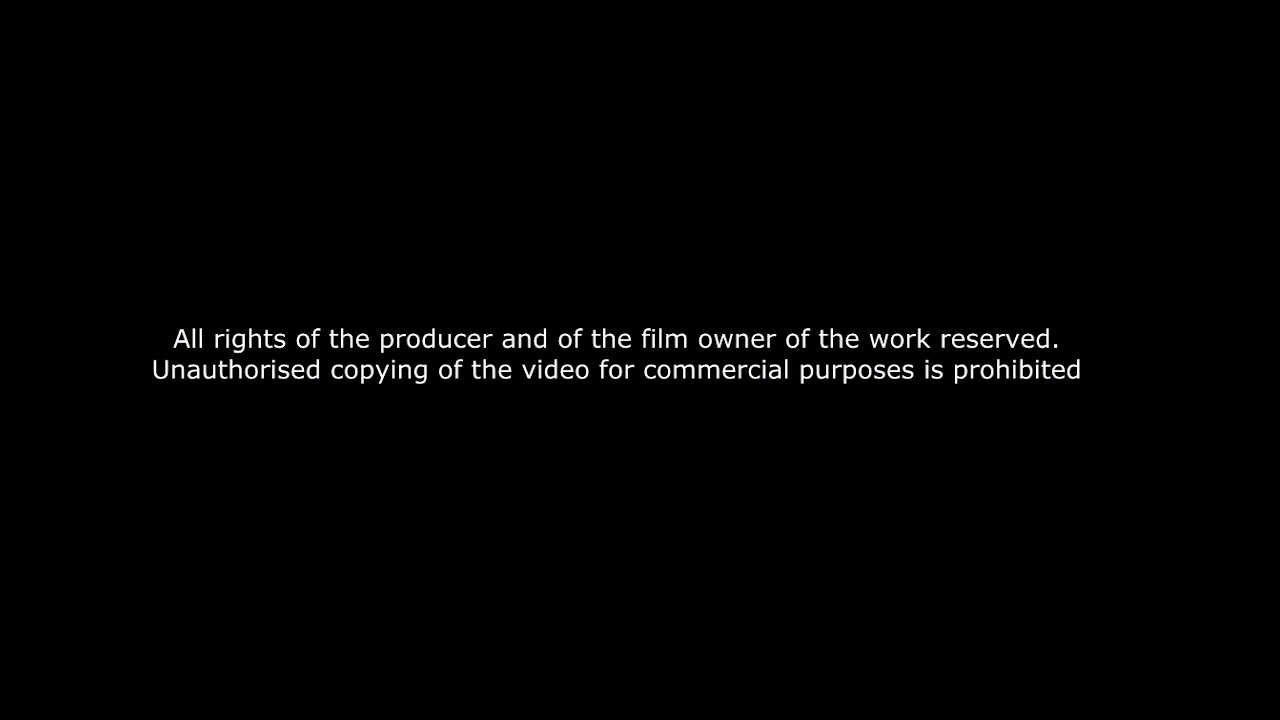 All rights of the producer and of the film owner of the work reserved.
Unauthorised copying of the video for commercial purposes is prohibited